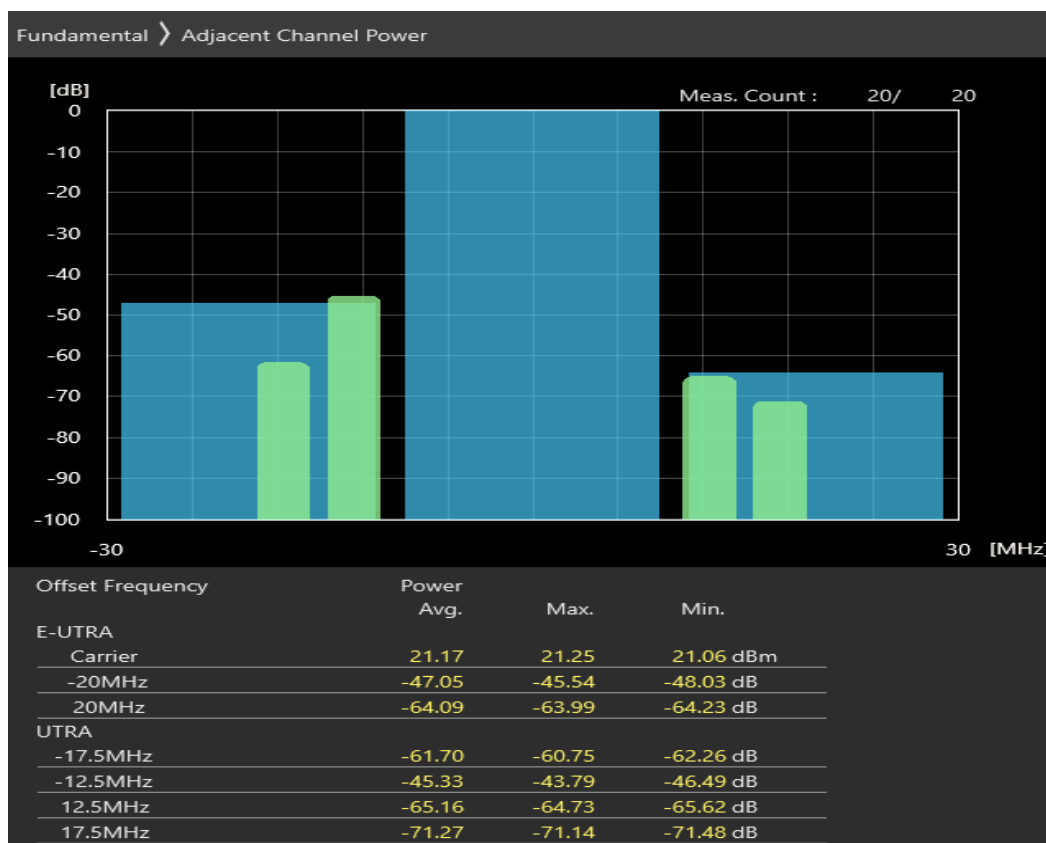 Fundamental 〉 Adjacent Channel Power
[dB]
Meas. Count : 20/ 20
0
-10
-20
-30
-40
-50
-60
-70
-80
-90
-100
-30 30 [MHz]
Offset Frequency Power
Avg. Max. Min.
E-UTRA
Carrier 21.17 21.25 21.06 dBm
-20MHz -47.05 -45.54 -48.03 dB
20MHz -64.09 -63.99 -64.23 dB
UTRA
-17.5MHz -61.70 -60.75 -62.26 dB
-12.5MHz -45.33 -43.79 -46.49 dB
12.5MHz -65.16 -64.73 -65.62 dB
17.5MHz -71.27 -71.14 -71.48 dB